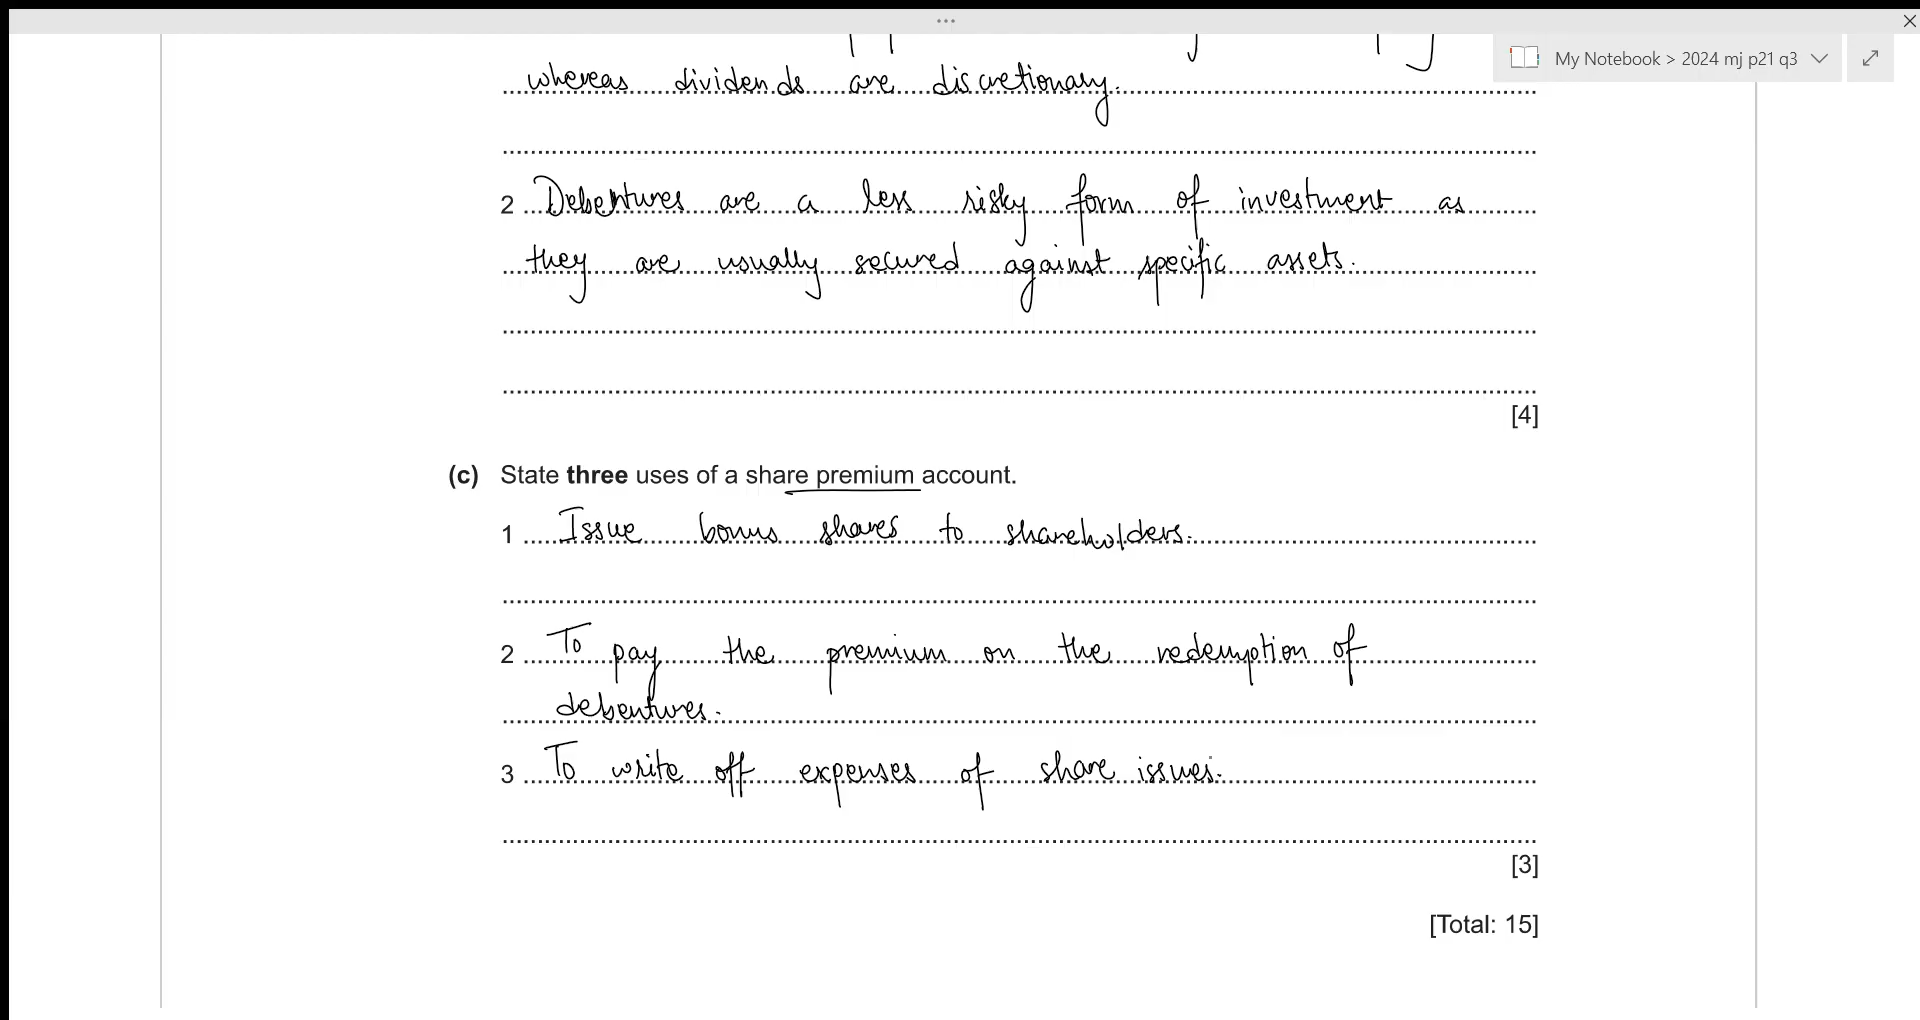 My Notebook > 2024 mj p21 q3
whereas dividends are discretionary.
2 Debentures are a less risky form of investment as
they are usually secured against specific assets.
[4]
(c) State three uses of a share premium account.
1 Issue bonus shares to shareholders.
2 To pay the premium on the redemption of
debentures.
3 To write off expenses of share issues.
[3]
[Total: 15]